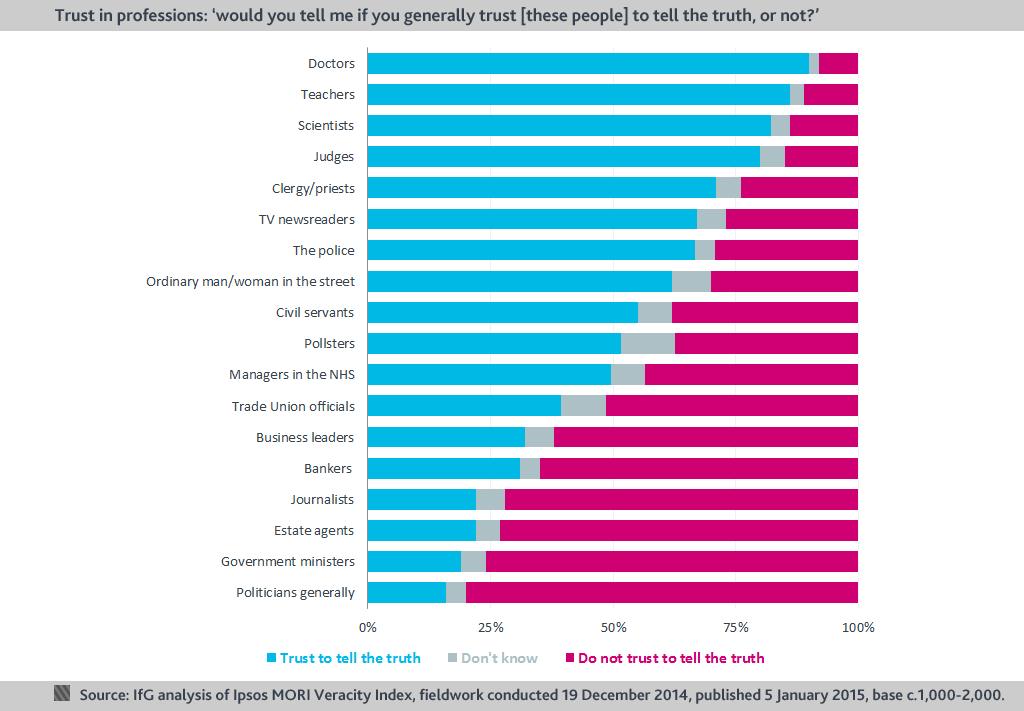 Trust in professions: ‘would you tell me if you generally trust [these people] to tell the truth, or not?’
Doctors
Teachers
Scientists
Judges
Clergy/priests
TV newsreaders
The police
Ordinary man/woman in the street
Civil servants
Pollsters
Managers in the NHS
Trade Union officials
Business leaders
Bankers
Journalists
Estate agents
Government ministers
Politicians generally
0% 25% 50% 75% 100%
Trust to tell the truth Don't know Do not trust to tell the truth
Source: IfG analysis of Ipsos MORI Veracity Index, fieldwork conducted 19 December 2014, published 5 January 2015, base c.1,000-2,000.